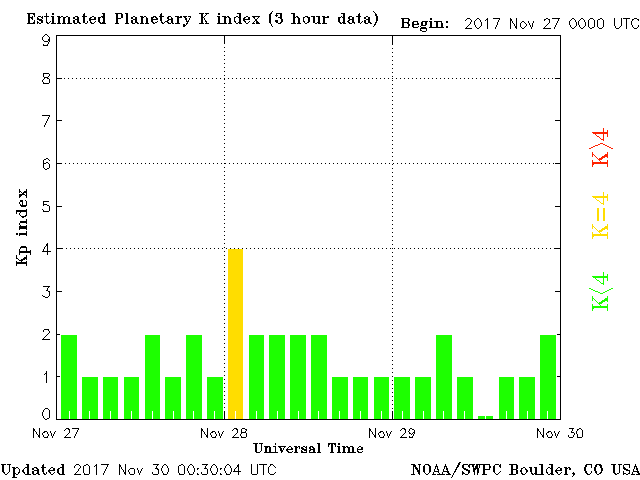 Estimated Planetary K index (3 hour data)
Begin: 2017 Nov 27 0000 UTC
9
8
7
6
5
4
3
2
1
0
Kp index
K>4
K=4
K<4
Nov 27
Nov 28
Nov 29
Nov 30
Universal Time
Updated 2017 Nov 30 00:30:04 UTC
NOAA/SWPC Boulder, CO USA